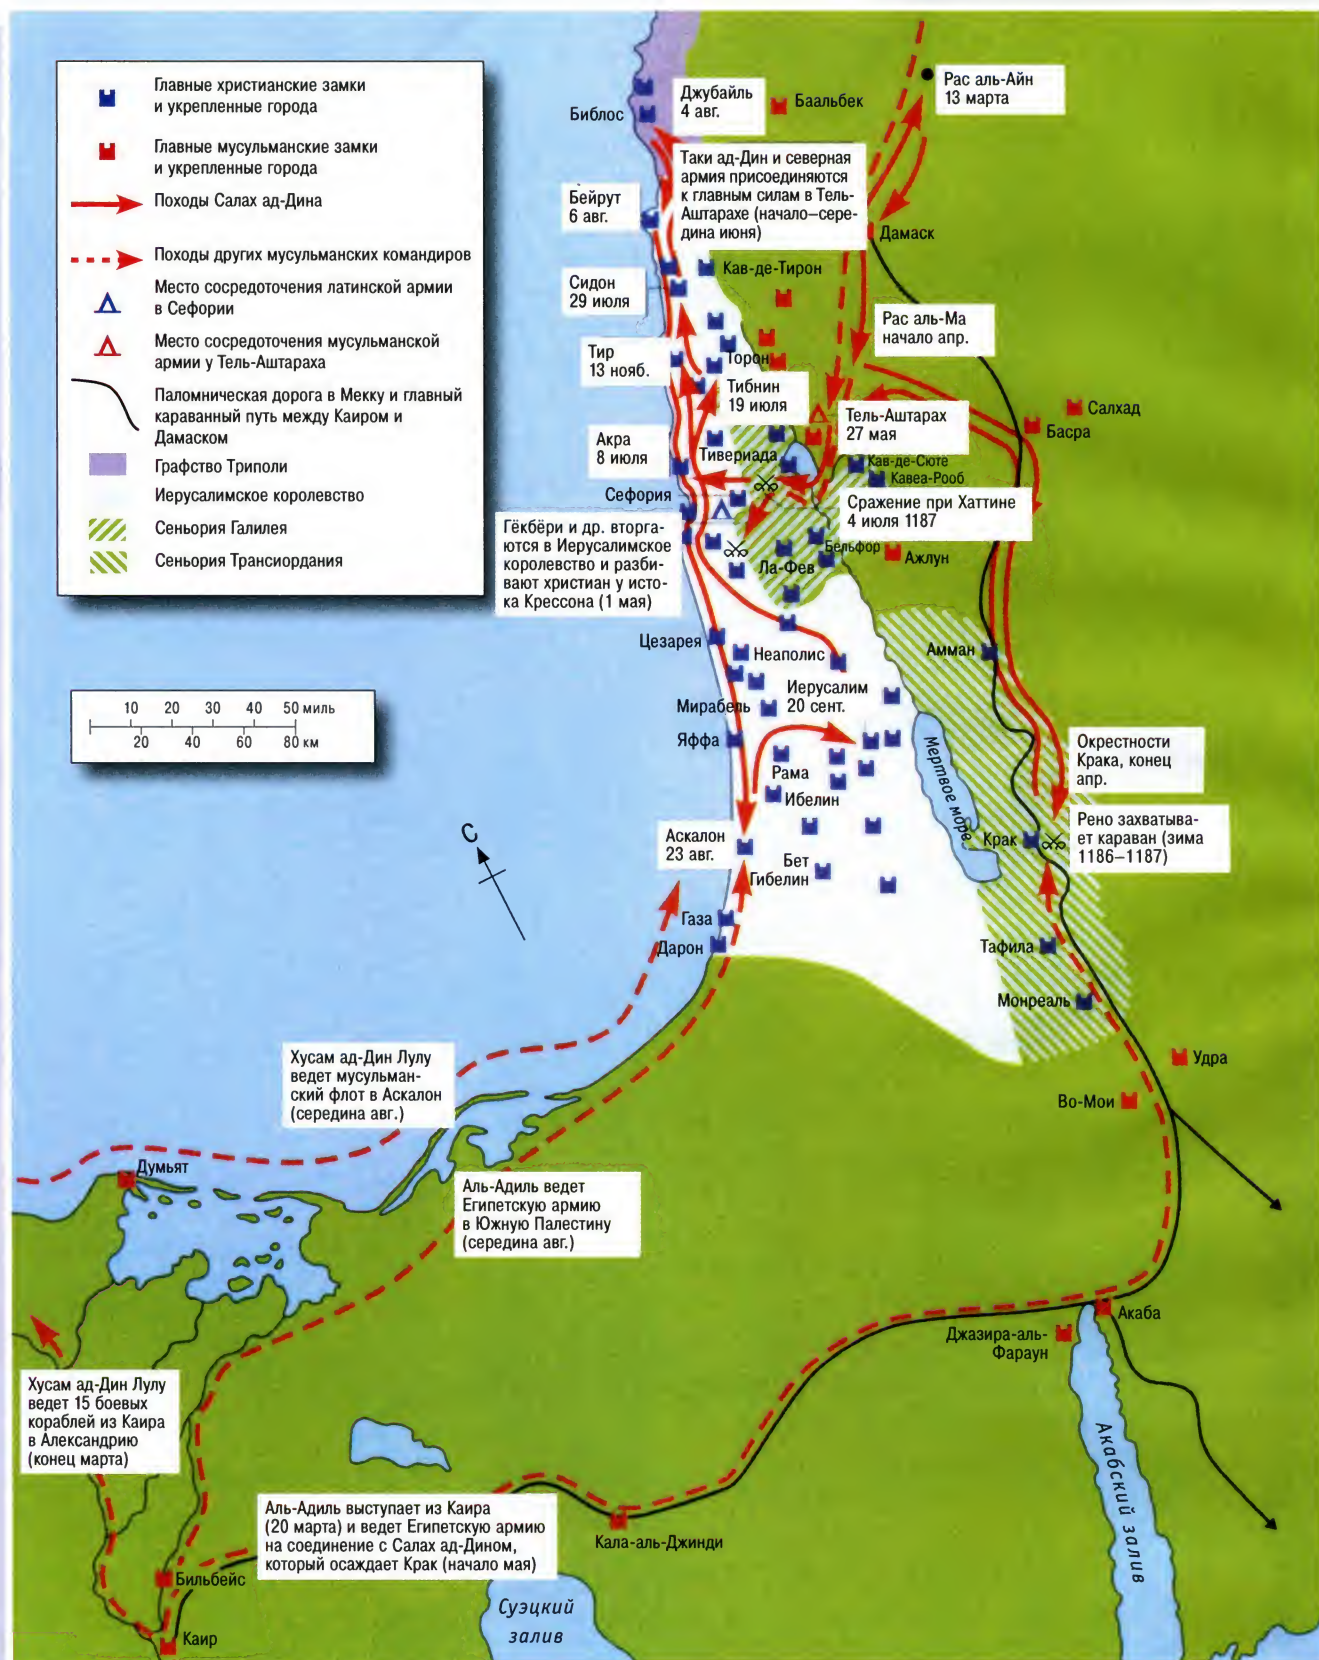 Главные христианские замки
и укрепленные города
Главные мусульманские замки
и укрепленные города
Походы Салах ад-Дина
Походы других мусульманских командиров
Место сосредоточения латинской армии
в Сефории
Место сосредоточения мусульманской
армии у Тель-Аштараха
Паломническая дорога в Мекку и главный
караванный путь между Каиром и
Дамаском
Графство Триполи
Иерусалимское королевство
Сеньория Галилея
Сеньория Трансиордания
10 20 30 40 50 миль
20 40 60 80 км
С
Библос
Джубайль
4 авг.
Баальбек
Рас аль-Айн
13 марта
Таки ад-Дин и северная
армия присоединяются
к главным силам в Тель-
Аштарахе (начало–сере-
дина июня)
Бейрут
6 авг.
Дамаск
Кав-де-Тирон
Сидон
29 июля
Рас аль-Ма
начало апр.
Тир
13 нояб.
Торон
Тибнин
19 июля
Тель-Аштарах
27 мая
Салхад
Басра
Акра
8 июля
Тивериада
Кав-де-Сюте
Кавеа-Рооб
Сефория
Сражение при Хаттине
4 июля 1187
Гёкбёри и др. вторга-
ются в Иерусалимское
королевство и разби-
вают христиан у исто-
ка Крессона (1 мая)
Бельфор
Ажлун
Ла-Фев
Цезарея
Неаполис
Амман
Иерусалим
20 сент.
Мирабель
Яффа
Мертвое море
Окрестности
Крака, конец
апр.
Рама
Ибелин
Аскалон
23 авг.
Крак
Рено захватыва-
ет караван (зима
1186–1187)
Бет
Гибелин
Газа
Дарон
Тафила
Монреаль
Хусам ад-Дин Лулу
ведет мусульман-
ский флот в Аскалон
(середина авг.)
Удра
Во-Мои
Думьят
Аль-Адиль ведет
Египетскую армию
в Южную Палестину
(середина авг.)
Акаба
Джазира-аль-
Фараун
Хусам ад-Дин Лулу
ведет 15 боевых
кораблей из Каира
в Александрию
(конец марта)
Акабский залив
Аль-Адиль выступает из Каира
(20 марта) и ведет Египетскую армию
на соединение с Салах ад-Дином,
который осаждает Крак (начало мая)
Кала-аль-Джинди
Бильбейс
Суэцкий
залив
Каир